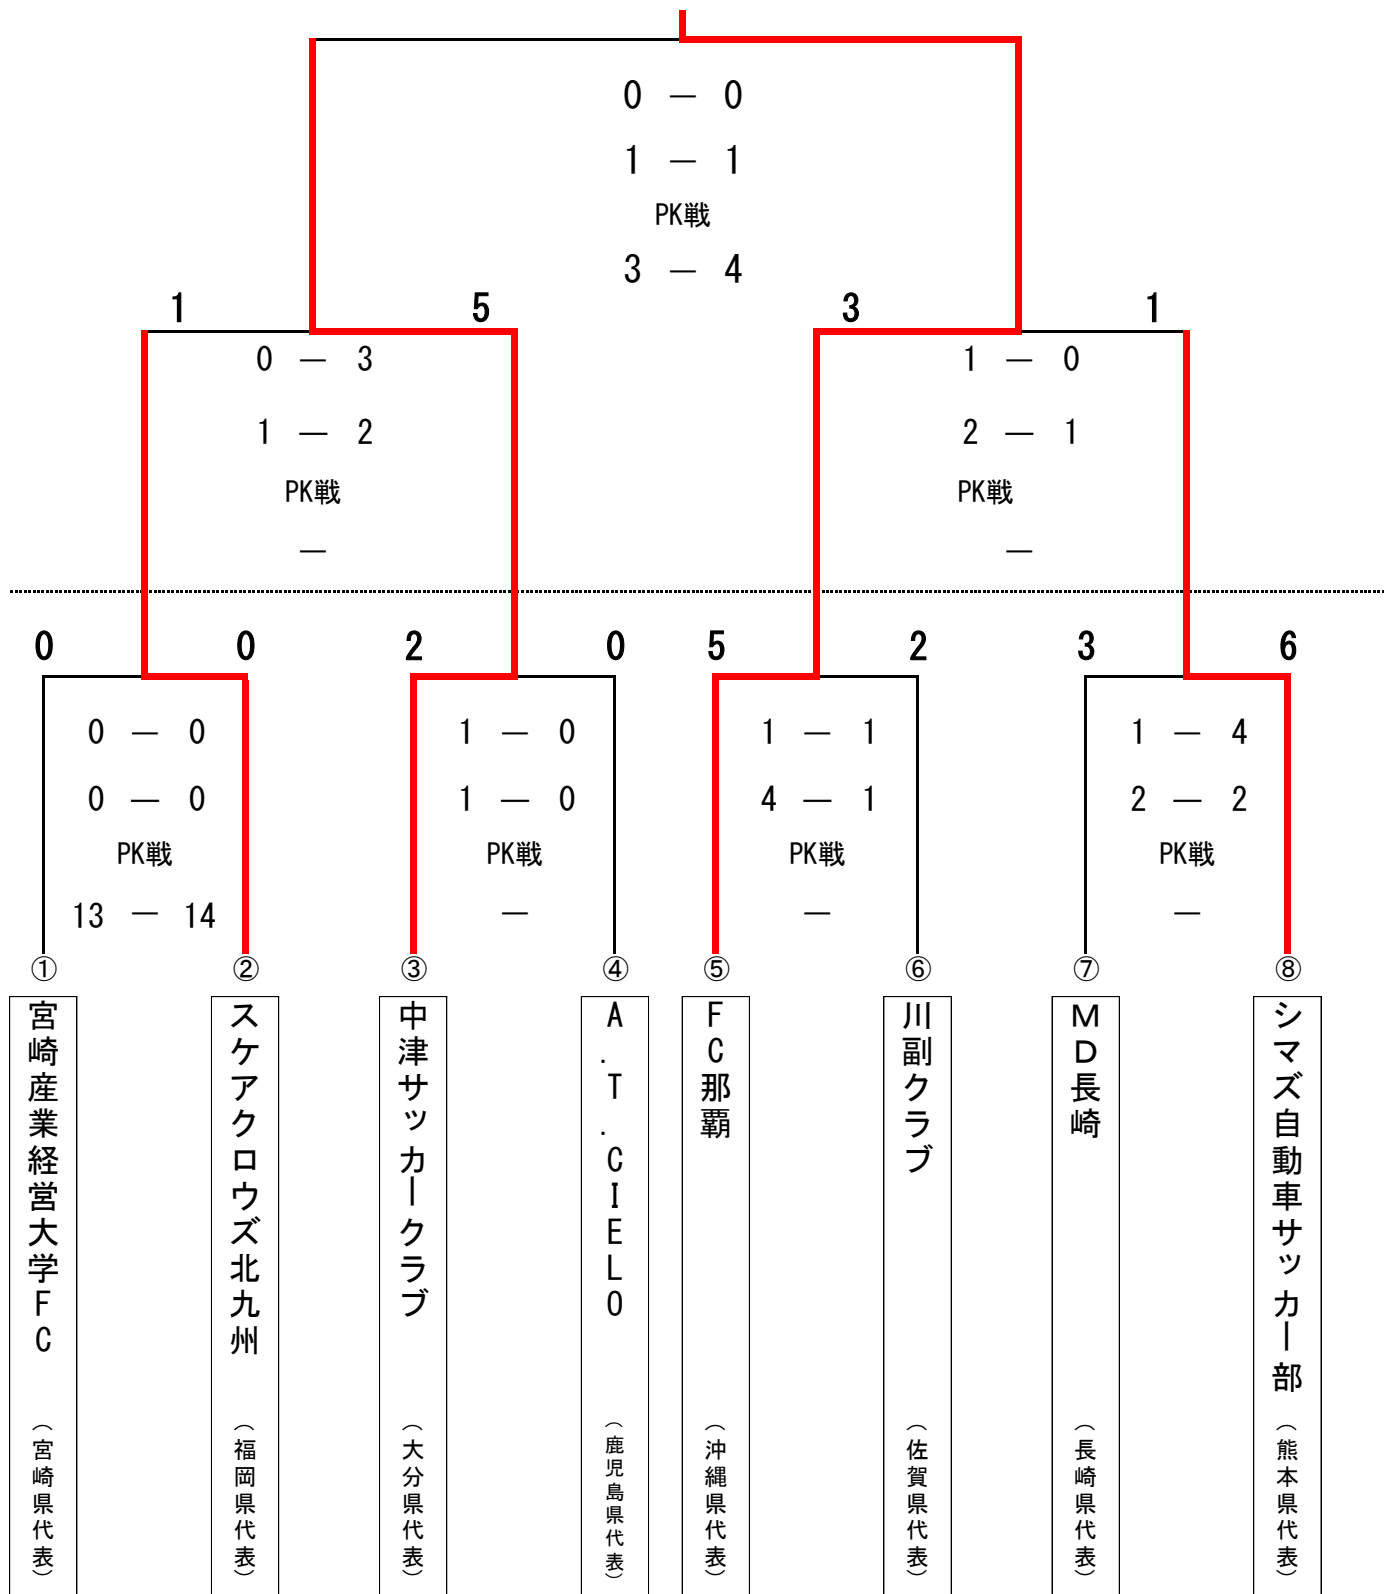 0 ― 0
1 ― 1
PK戦
3 ― 4
1 5 3 1
0 ― 3 1 ― 0
1 ― 2 2 ― 1
PK戦 PK戦
― ―
0 0 2 0 5 2 3 6
0 ― 0 1 ― 0 1 ― 1 1 ― 4
0 ― 0 1 ― 0 4 ― 1 2 ― 2
PK戦 PK戦 PK戦 PK戦
13 ― 14 ― ― ―
① ② ③ ④ ⑤ ⑥ ⑦ ⑧
宮崎産業経営大学FC
(宮崎県代表)
スケアクロウズ北九州
(福岡県代表)
中津サッカークラブ
(大分県代表)
A.T.CIELO
(鹿児島県代表)
FC那覇
(沖縄県代表)
川副クラブ
(佐賀県代表)
MD長崎
(長崎県代表)
シマズ自動車サッカー部
(熊本県代表)